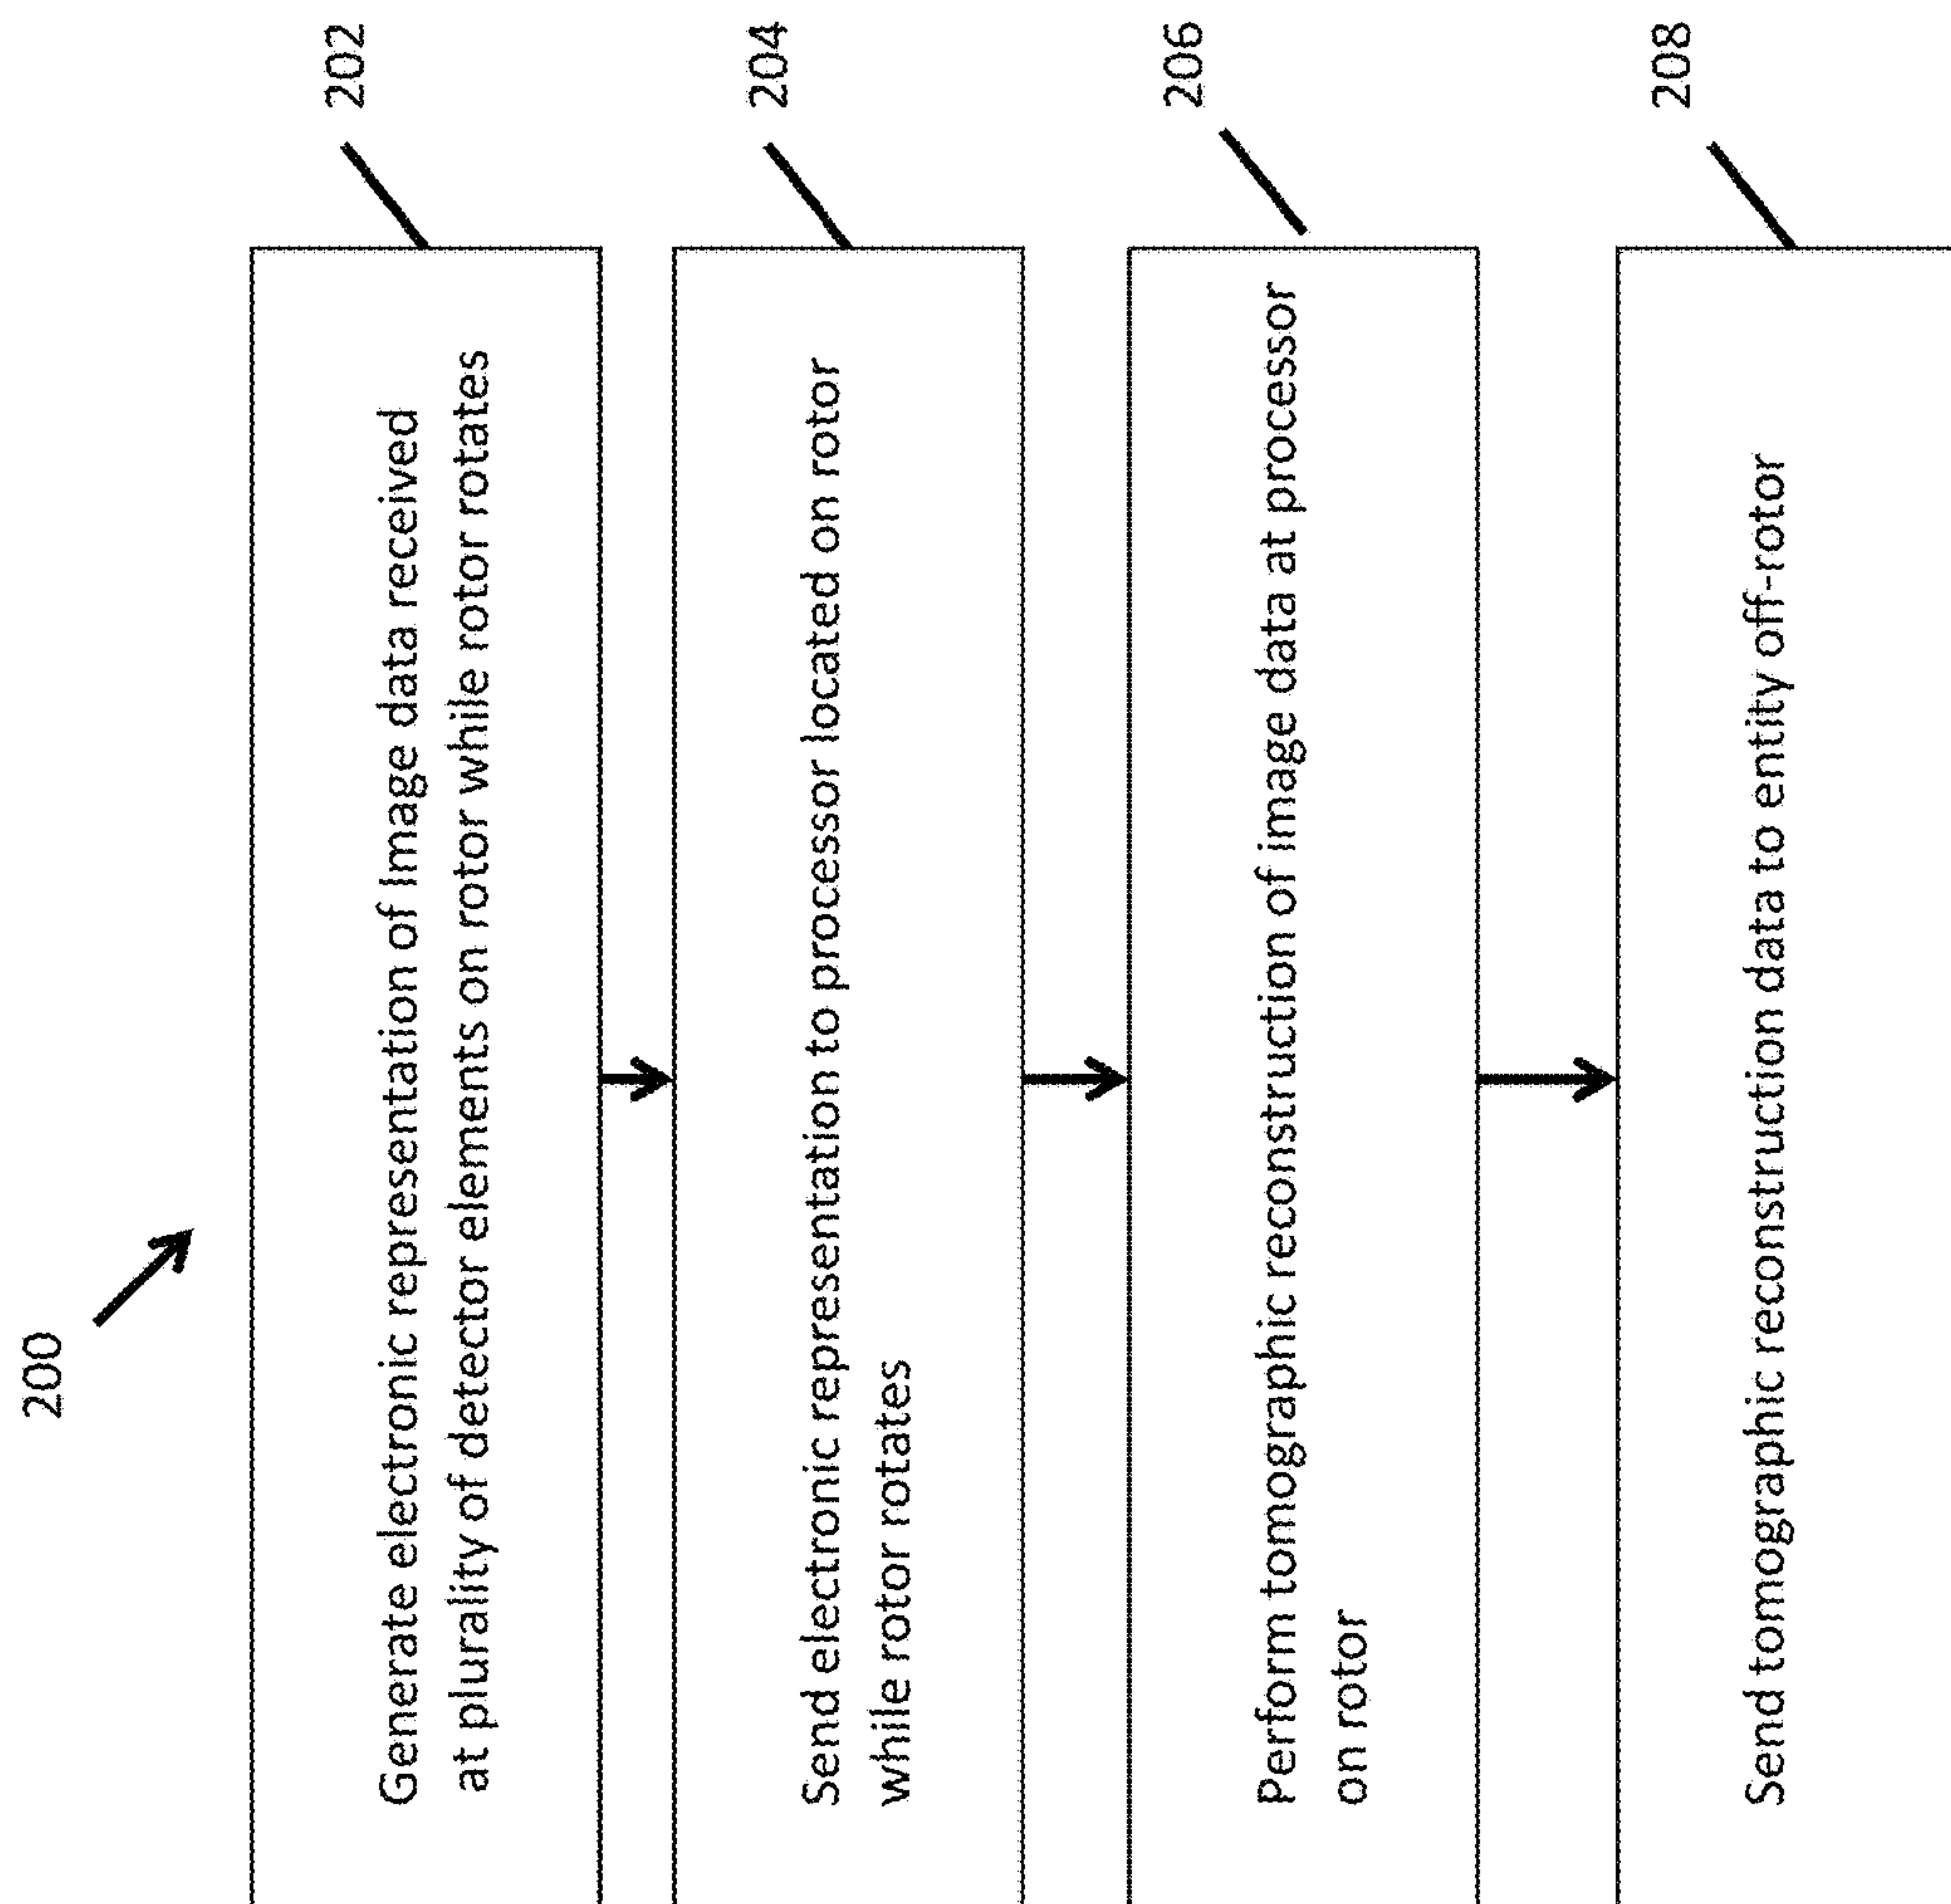 200
Generate electronic representation of Image data received
at plurality of detector elements on rotor while rotor rotates
202
Send electronic representation to processor located on rotor
while rotor rotates
204
Perform tomographic reconstruction of image data at processor
on rotor
206
Send tomographic reconstruction data to entity off-rotor
208